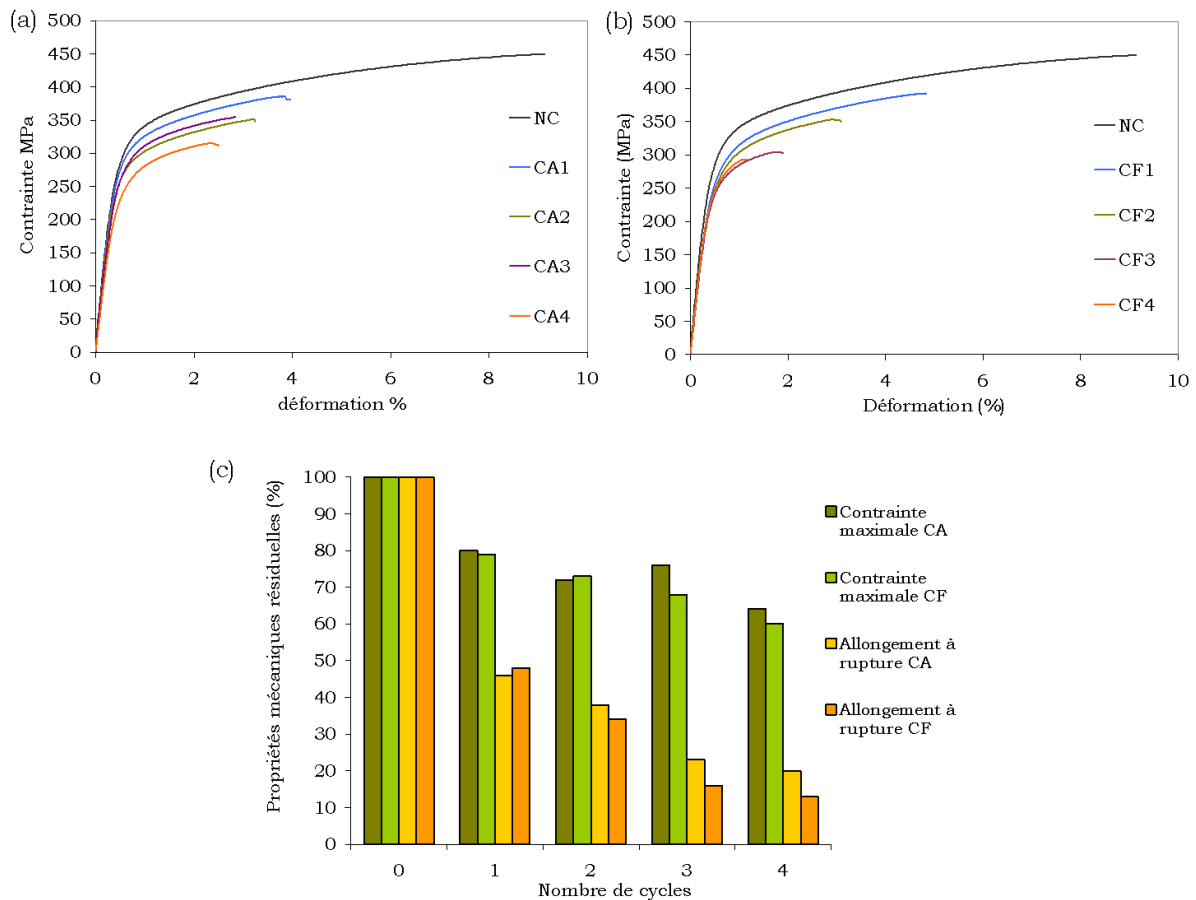 (a)
Contrainte MPa
500
450
400
350
300
250
200
150
100
50
0
0 2 4 6 8 10
déformation %
NC
CA1
CA2
CA3
CA4
(b)
Contrainte (MPa)
500
450
400
350
300
250
200
150
100
50
0
0 2 4 6 8 10
Déformation (%)
NC
CF1
CF2
CF3
CF4
(c)
Propriétés mécaniques résiduelles (%)
100
90
80
70
60
50
40
30
20
10
0
0 1 2 3 4
Nombre de cycles
Contrainte
maximale CA
Contrainte
maximale CF
Allongement à
rupture CA
Allongement à
rupture CF